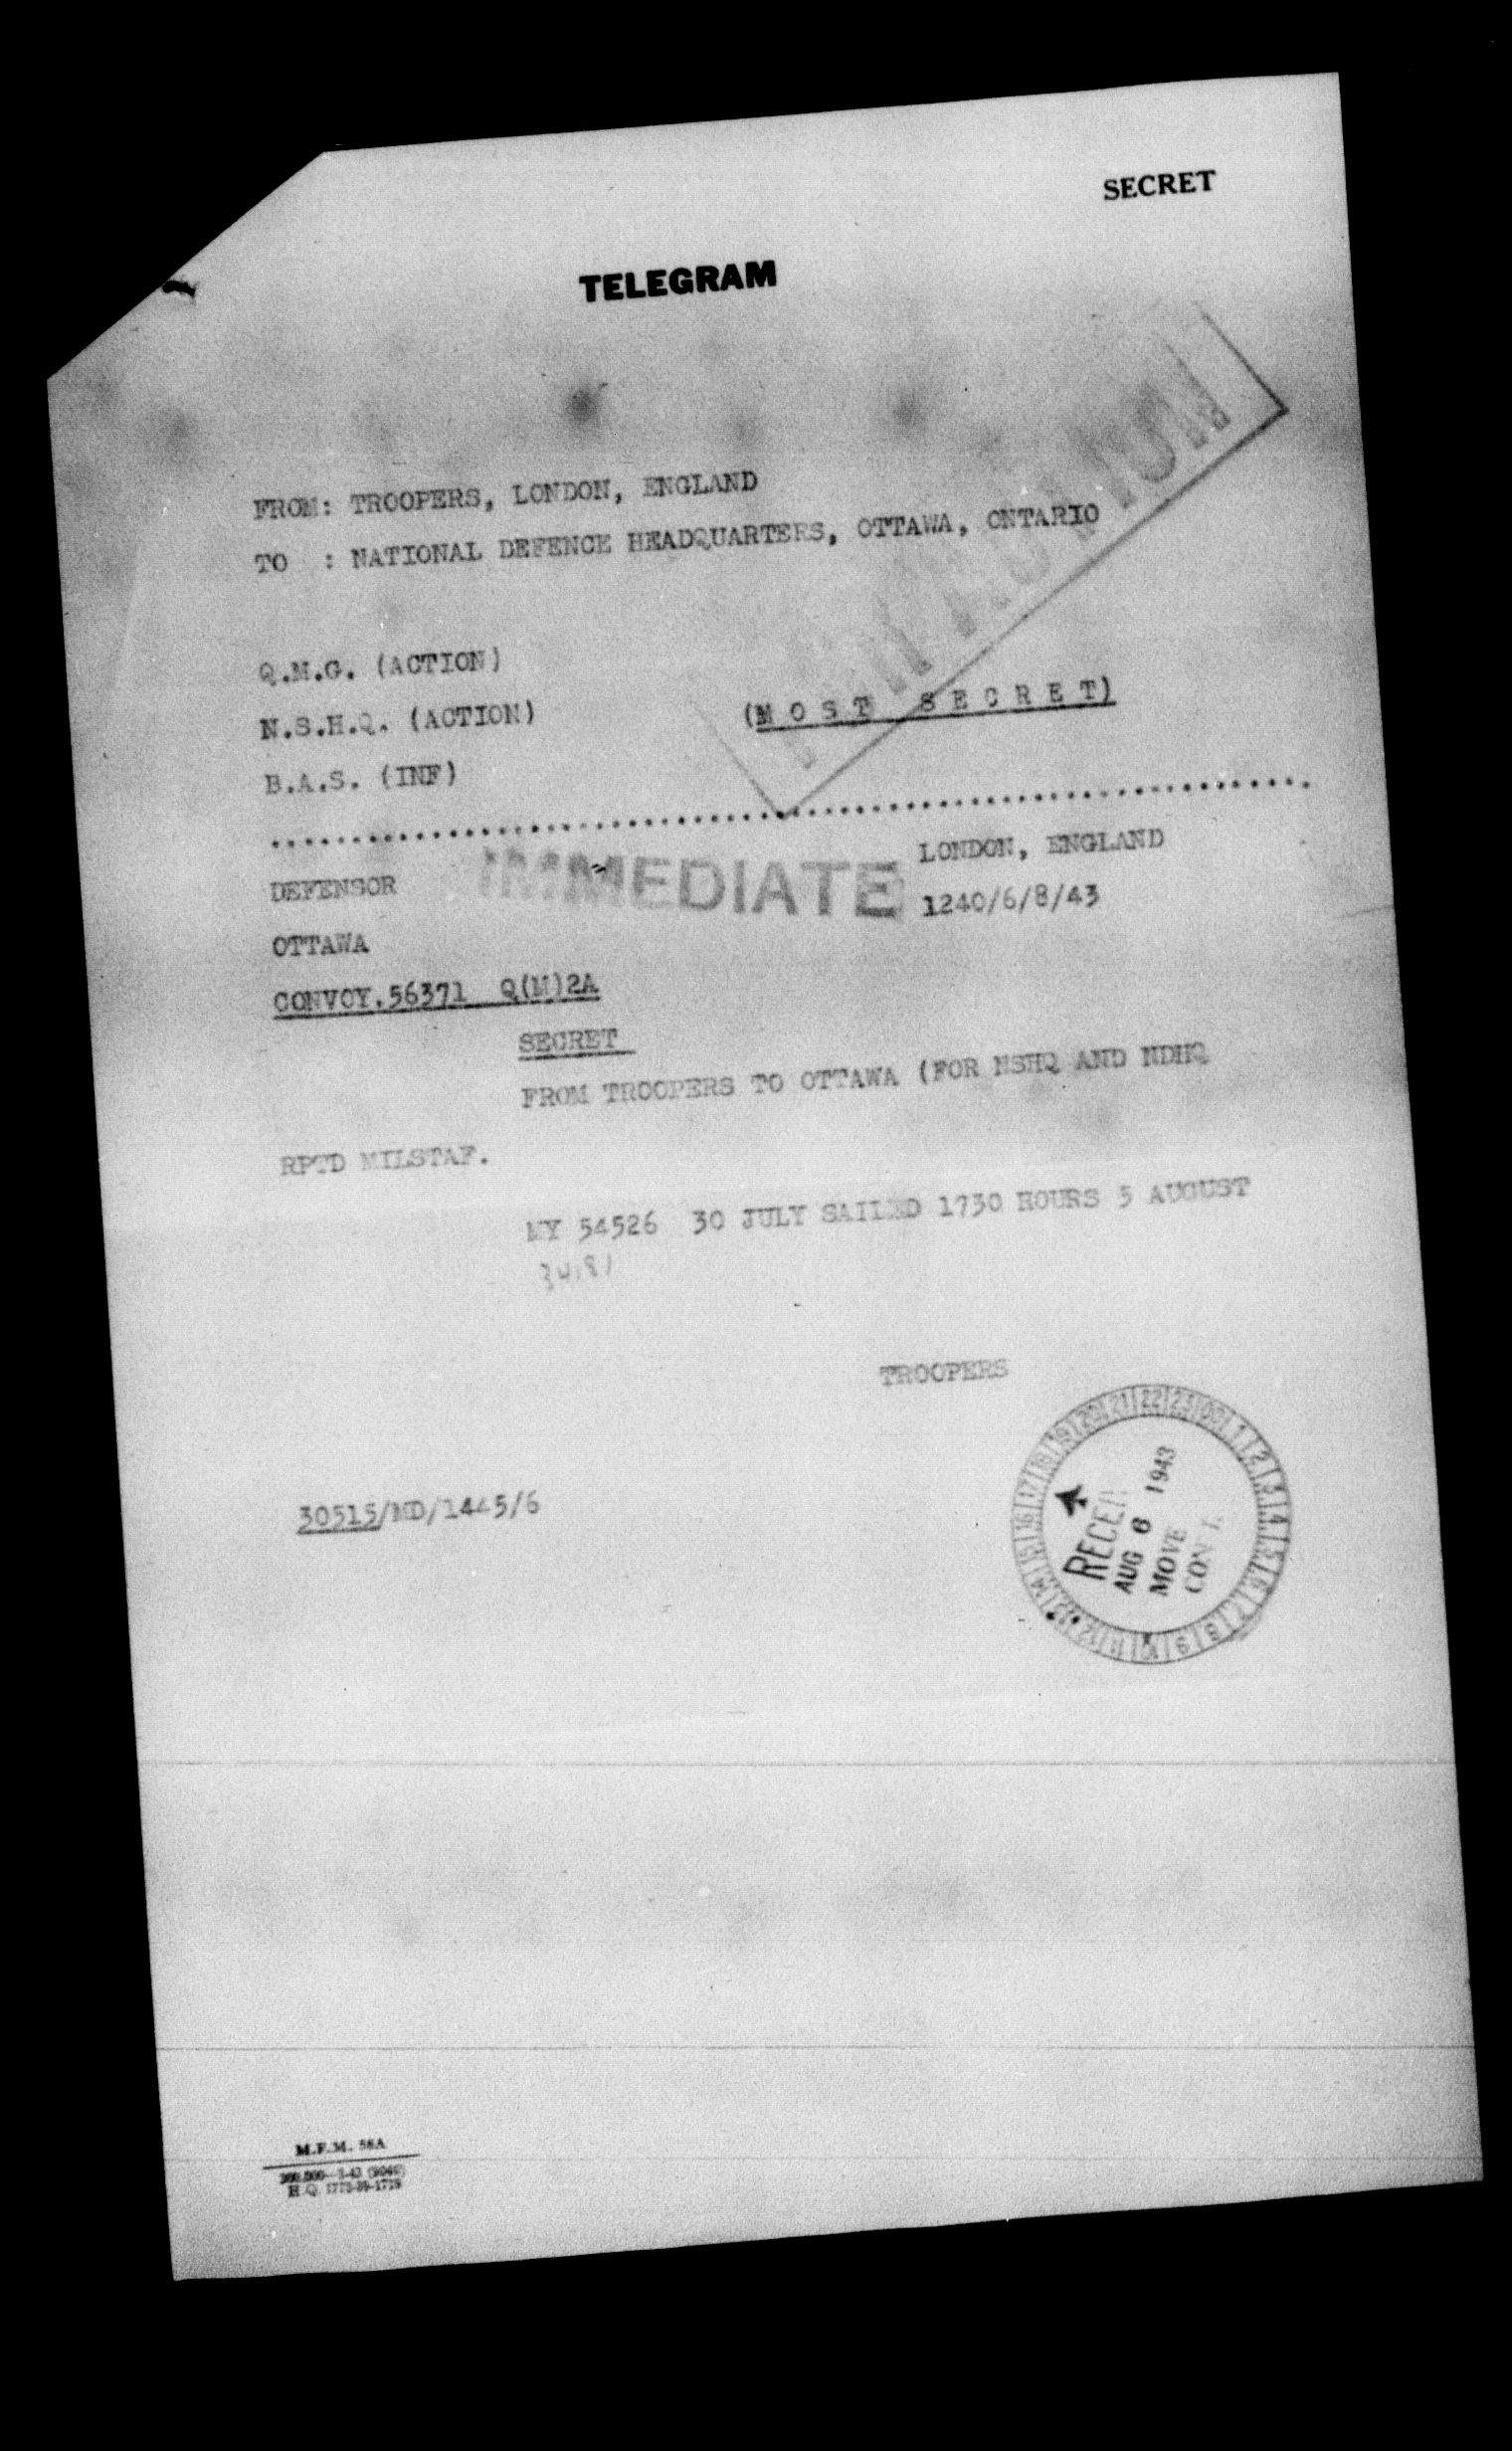 SECRET
TELEGRAM
FROM: TROOPERS, LONDON, ENGLAND
TO : NATIONAL DEFENCE HEADQUARTERS, OTTAWA, ONTARIO
Q.M.G. (ACTION)
N.S.H.Q. (ACTION)
(M O S T S E C R E T)
B.A.S. (INF)
LONDON, ENGLAND
DEFENSOR
IMMEDIATE
1240/6/8/43
OTTAWA
CONVOY.56371 Q(M)2A
SECRET
FROM TROOPERS TO OTTAWA (FOR NSHQ AND NDHQ
RPTD MILSTAF.
MY 54526 30 JULY SAILED 1730 HOURS 5 AUGUST
TROOPERS
30515/MD/1445/6
AUG 6 1943
MOVE
M.F.M. 58A